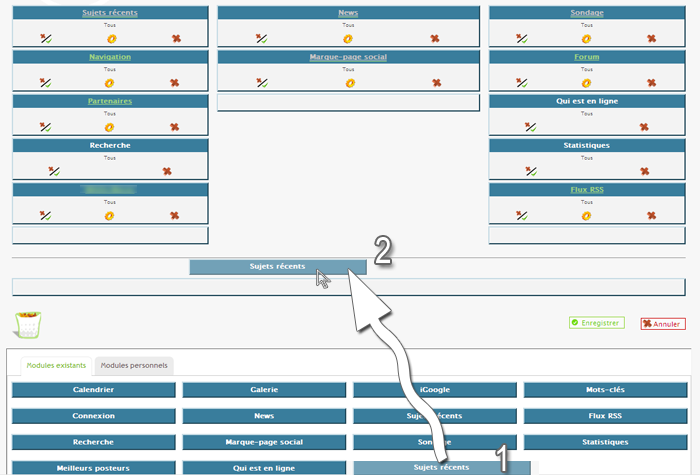 Sujets récents
Tous
News
Tous
Sondage
Tous
Navigation
Tous
Marque-page social
Tous
Forum
Tous
Partenaires
Tous
Qui est en ligne
Tous
Recherche
Tous
Statistiques
Tous
Tous
Flux RSS
Tous
Sujets récents
2
Enregistrer
Annuler
Modules existants
Modules personnels
Calendrier
Galerie
iGoogle
Mots-clés
Connexion
News
Sujets récents
Flux RSS
Recherche
Marque-page social
Sondage
Statistiques
Meilleurs posteurs
Qui est en ligne
Sujets récents
1